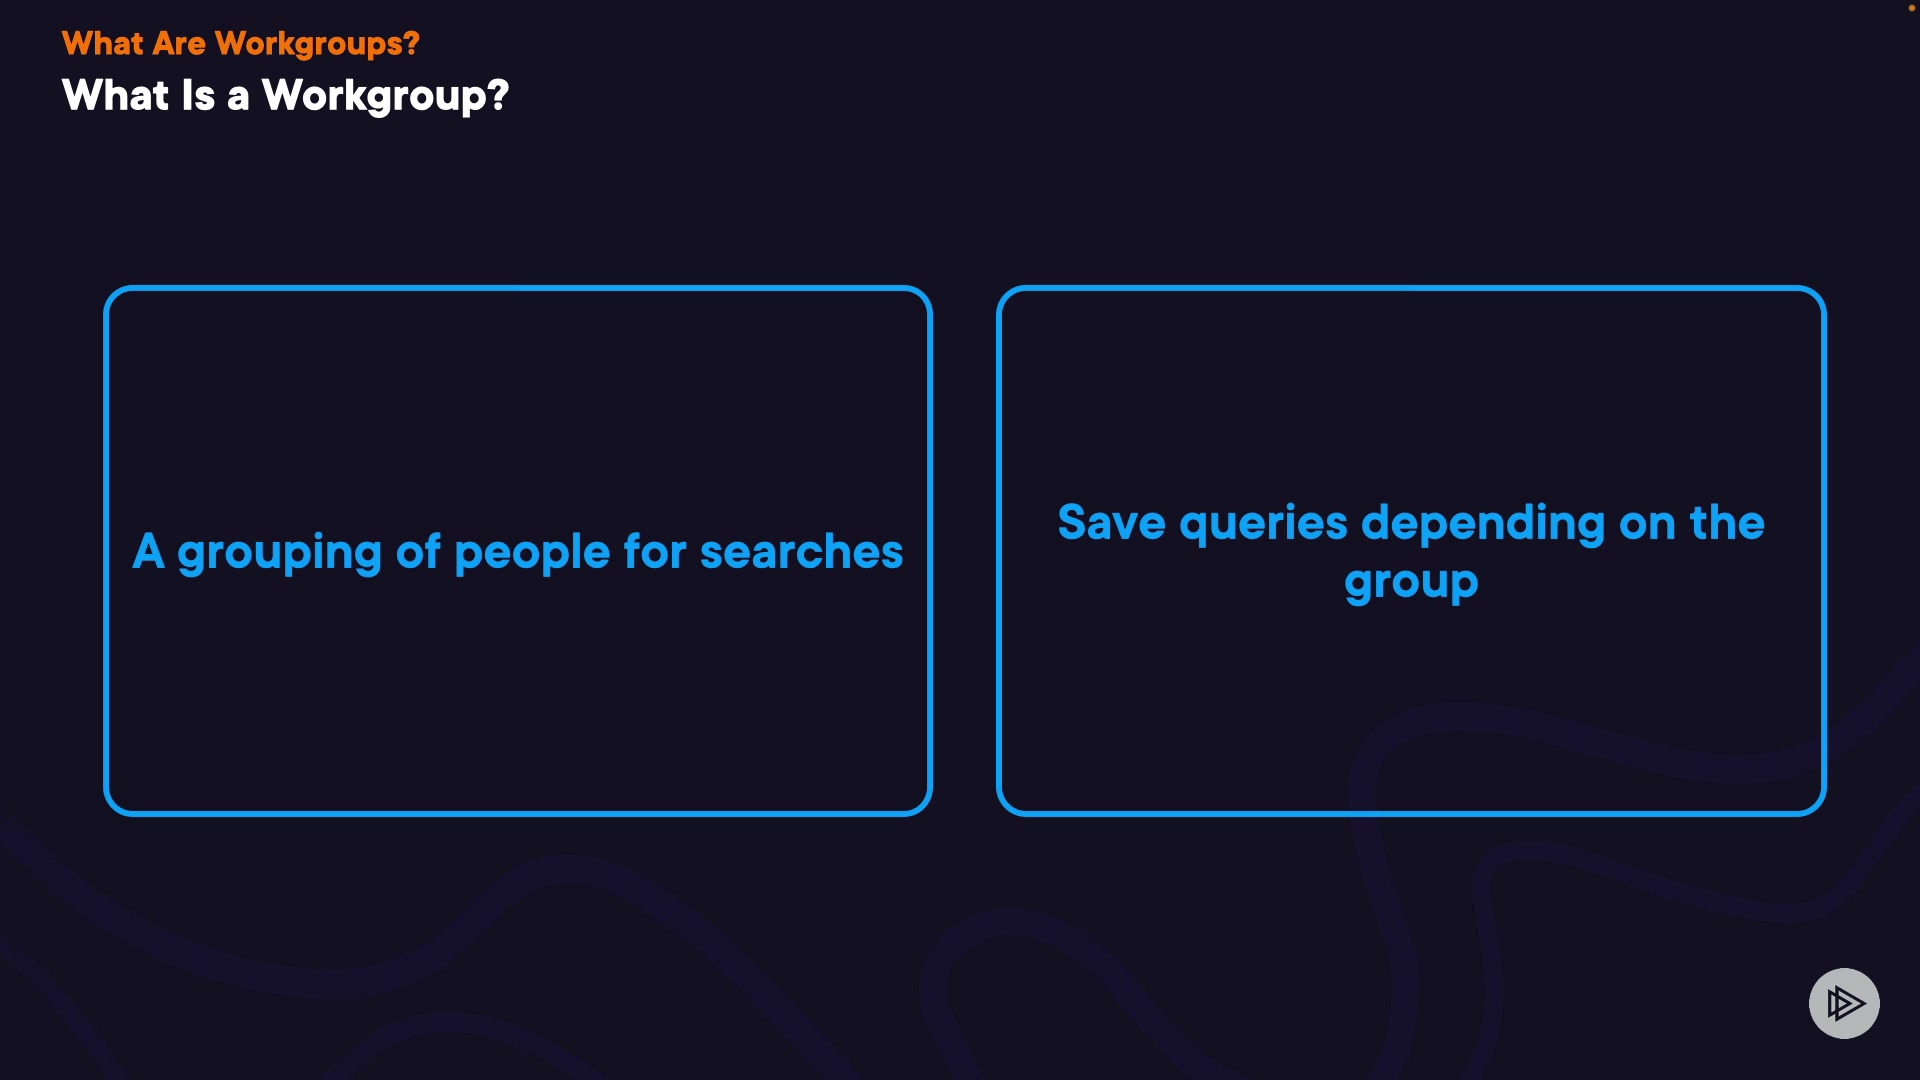 What Are Workgroups?
What Is a Workgroup?
A grouping of people for searches
Save queries depending on the
group